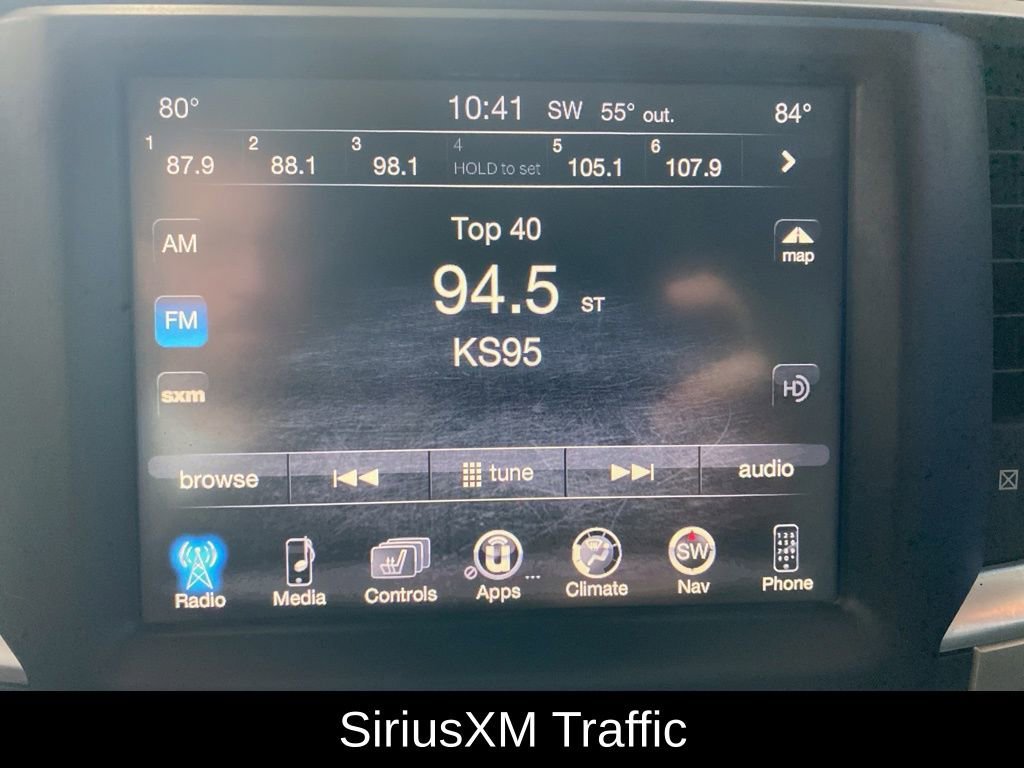 80° 10:41 SW 55° out. 84°
1 87.9 2 88.1 3 98.1 4 HOLD to set 5 105.1 6 107.9
AM Top 40 map
94.5 ST
FM
KS95
sxm HD
browse tune audio
Radio Media Controls u Apps ... Climate SW Nav Phone
SiriusXM Traffic